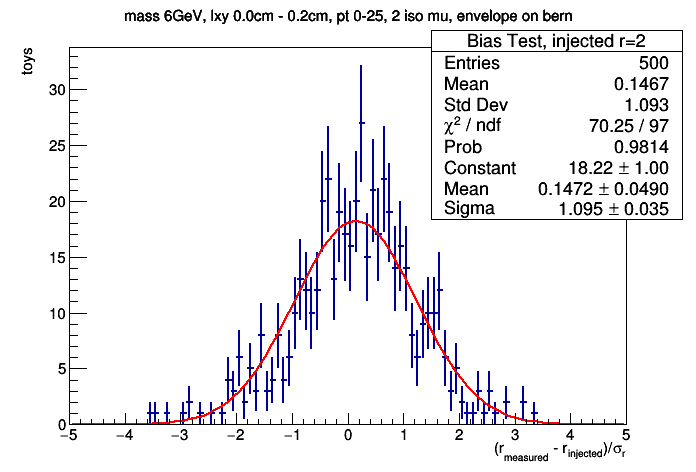 mass 6GeV, lxy 0.0cm - 0.2cm, pt 0-25, 2 iso mu, envelope on bern
Bias Test, injected r=2
Entries 500
Mean 0.1467
Std Dev 1.093
χ² / ndf 70.25 / 97
Prob 0.9814
Constant 18.22 ± 1.00
Mean 0.1472 ± 0.0490
Sigma 1.095 ± 0.035
toys
30
25
20
15
10
5
0
−5 −4 −3 −2 −1 0 1 2 3 4 5
(r_measured - r_injected)/σ_r